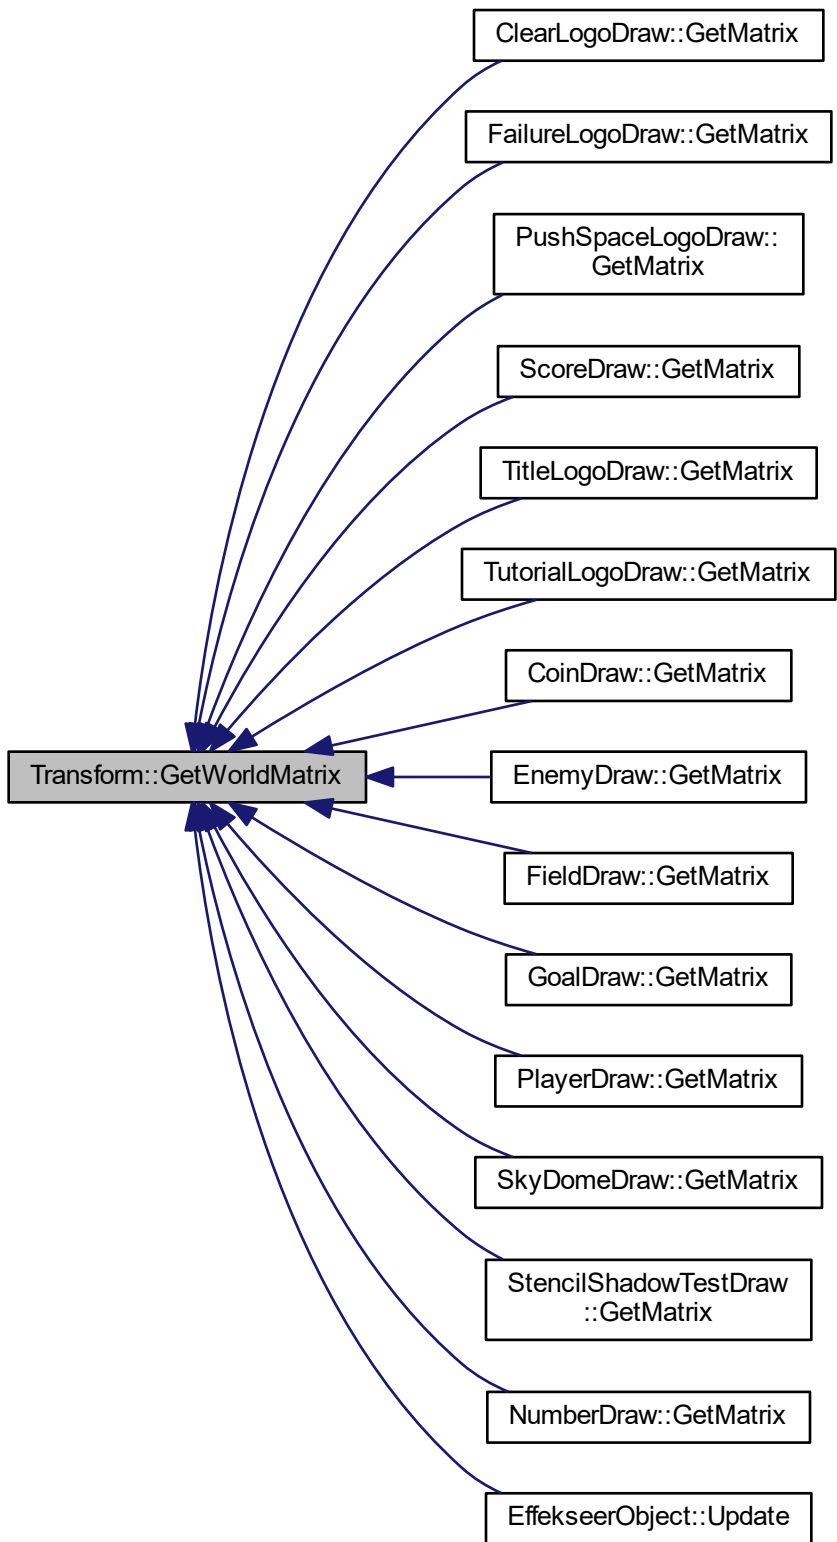 ClearLogoDraw::GetMatrix
FailureLogoDraw::GetMatrix
PushSpaceLogoDraw::
GetMatrix
ScoreDraw::GetMatrix
TitleLogoDraw::GetMatrix
TutorialLogoDraw::GetMatrix
CoinDraw::GetMatrix
Transform::GetWorldMatrix
EnemyDraw::GetMatrix
FieldDraw::GetMatrix
GoalDraw::GetMatrix
PlayerDraw::GetMatrix
SkyDomeDraw::GetMatrix
StencilShadowTestDraw
::GetMatrix
NumberDraw::GetMatrix
EffekseerObject::Update